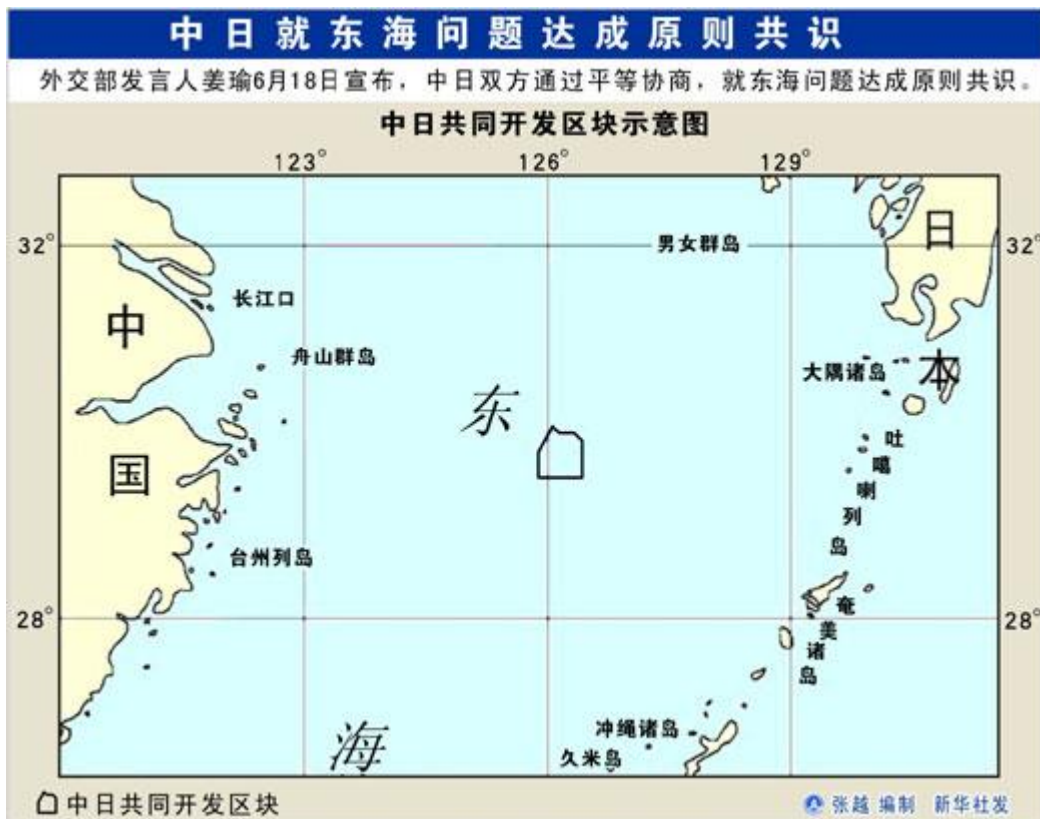 中日就东海问题达成原则共识
外交部发言人姜瑜6月18日宣布，中日双方通过平等协商，就东海问题达成原则共识。
中日共同开发区块示意图
123° 126° 129°
32° 32°
男女群岛
日本
长江口
中国
舟山群岛
大隅诸岛
东海
吐噶喇列岛
台州列岛
28° 28°
奄美诸岛
冲绳诸岛
久米岛
中日共同开发区块
张越 编制 新华社发